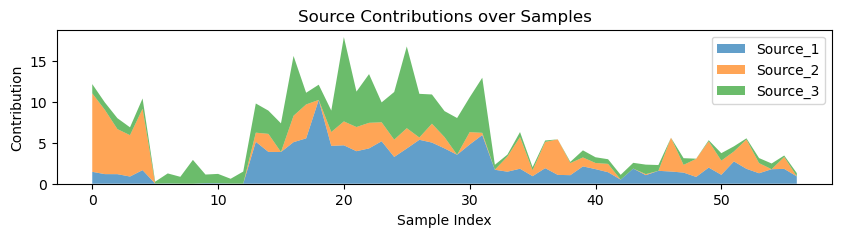 Source Contributions over Samples
Contribution
15
10
5
0
Source_1
Source_2
Source_3
0 10 20 30 40 50
Sample Index